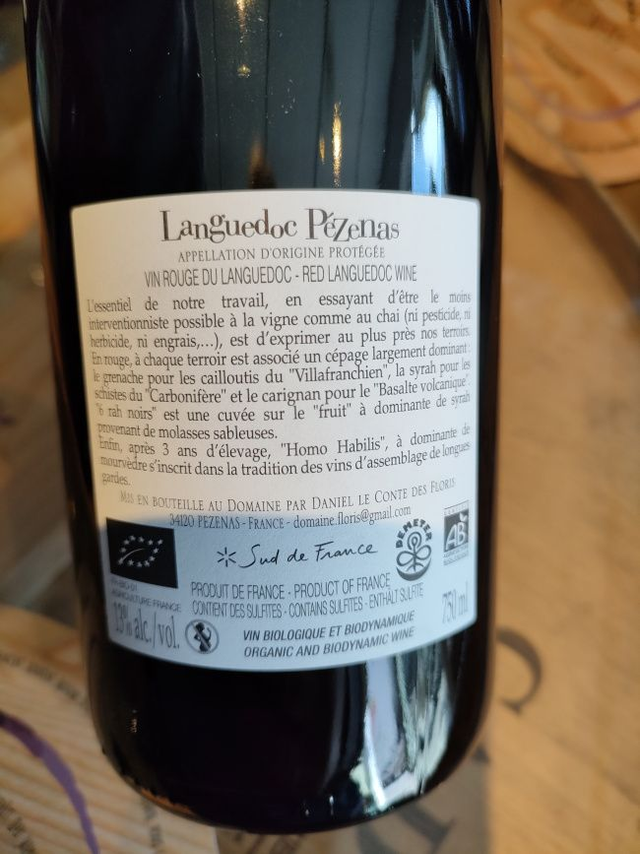 Languedoc Pézenas
APPELLATION D'ORIGINE PROTÉGÉE
VIN ROUGE DU LANGUEDOC - RED LANGUEDOC WINE
L'essentiel de notre travail, en essayant d'être le moins
interventionniste possible à la vigne comme au chai (ni pesticide, ni
herbicide, ni engrais,...), est d'exprimer au plus près nos terroirs.
En rouge, à chaque terroir est associé un cépage largement dominant :
le grenache pour les cailloutis du "Villafranchien", la syrah pour les
schistes du "Carbonifère" et le carignan pour le "Basalte volcanique".
"6 rah noirs" est une cuvée sur le "fruit" à dominante de syrah
provenant de molasses sableuses.
Enfin, après 3 ans d'élevage, "Homo Habilis", à dominante de
mourvèdre s'inscrit dans la tradition des vins d'assemblage de longues
gardes.
MIS EN BOUTEILLE AU DOMAINE PAR DANIEL LE CONTE DES FLORIS
34120 PEZENAS - FRANCE - domaine.floris@gmail.com
DEMETER
AB
Sud de France
AGRICULTURE FRANCE
PRODUIT DE FRANCE - PRODUCT OF FRANCE
CONTIENT DES SULFITES - CONTAINS SULFITES - ENTHÄLT SULFITE
13% alc./vol.
750 ml
VIN BIOLOGIQUE ET BIODYNAMIQUE
ORGANIC AND BIODYNAMIC WINE